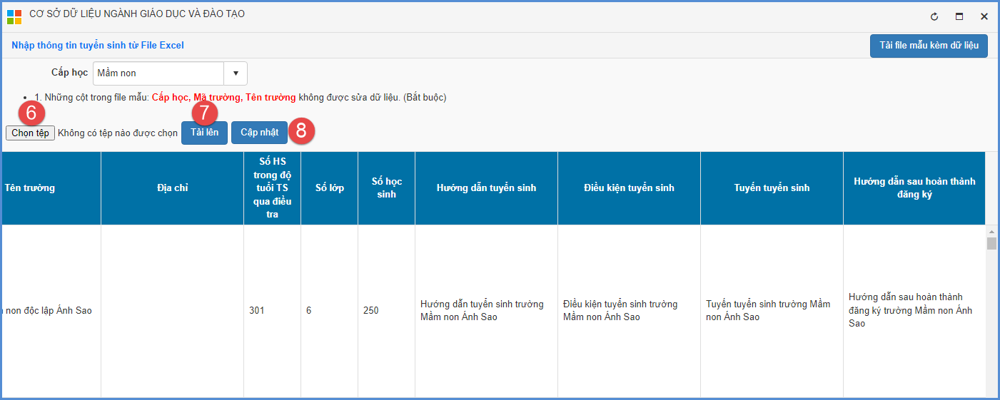 CƠ SỞ DỮ LIỆU NGÀNH GIÁO DỤC VÀ ĐÀO TẠO
Nhập thông tin tuyển sinh từ File Excel
Tải file mẫu kèm dữ liệu
Cấp học
Mầm non
1. Những cột trong file mẫu: Cấp học, Mã trường, Tên trường không được sửa dữ liệu. (Bắt buộc)
6
7
Chọn tệp Không có tệp nào được chọn
Tải lên
Cập nhật
8
Tên trường
Địa chỉ
Số HS
trong độ
tuổi TS
qua điều
tra
Số lớp
Số học
sinh
Hướng dẫn tuyển sinh
Điều kiện tuyển sinh
Tuyến tuyển sinh
Hướng dẫn sau hoàn thành
đăng ký
non độc lập Ánh Sao
301
6
250
Hướng dẫn tuyển sinh trường
Mầm non Ánh Sao
Điều kiện tuyển sinh trường
Mầm non Ánh Sao
Tuyến tuyển sinh trường Mầm
non Ánh Sao
Hướng dẫn sau hoàn thành
đăng ký trường Mầm non Ánh
Sao